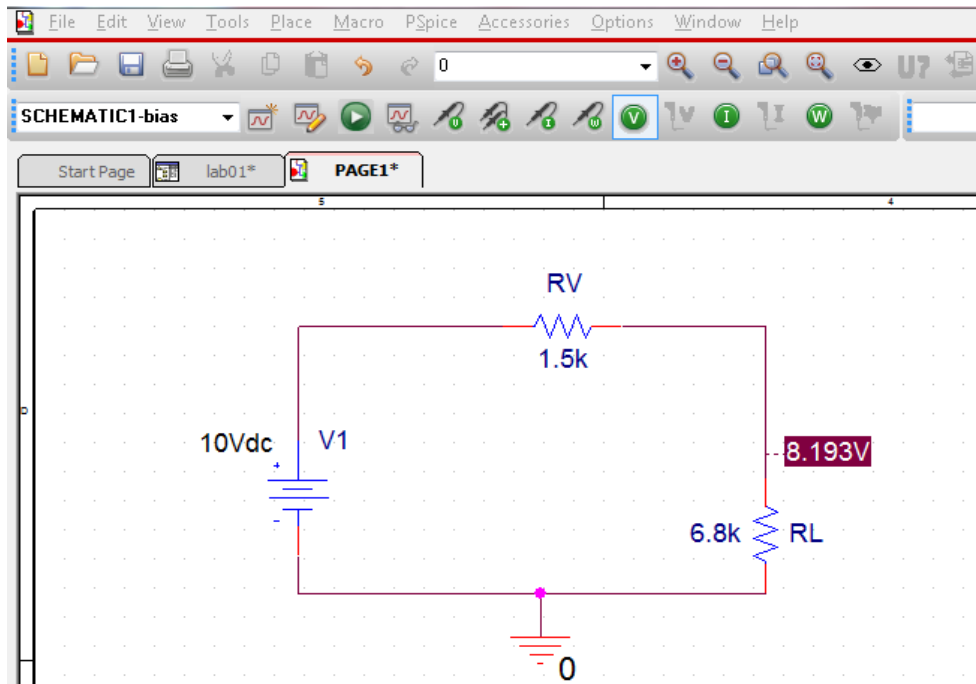 File Edit View Tools Place Macro PSpice Accessories Options Window Help
0 U?
SCHEMATIC1-bias V V I I W
Start Page lab01* PAGE1*
5 4
RV
1.5k
10Vdc V1
+
8.193V
-
6.8k RL
0